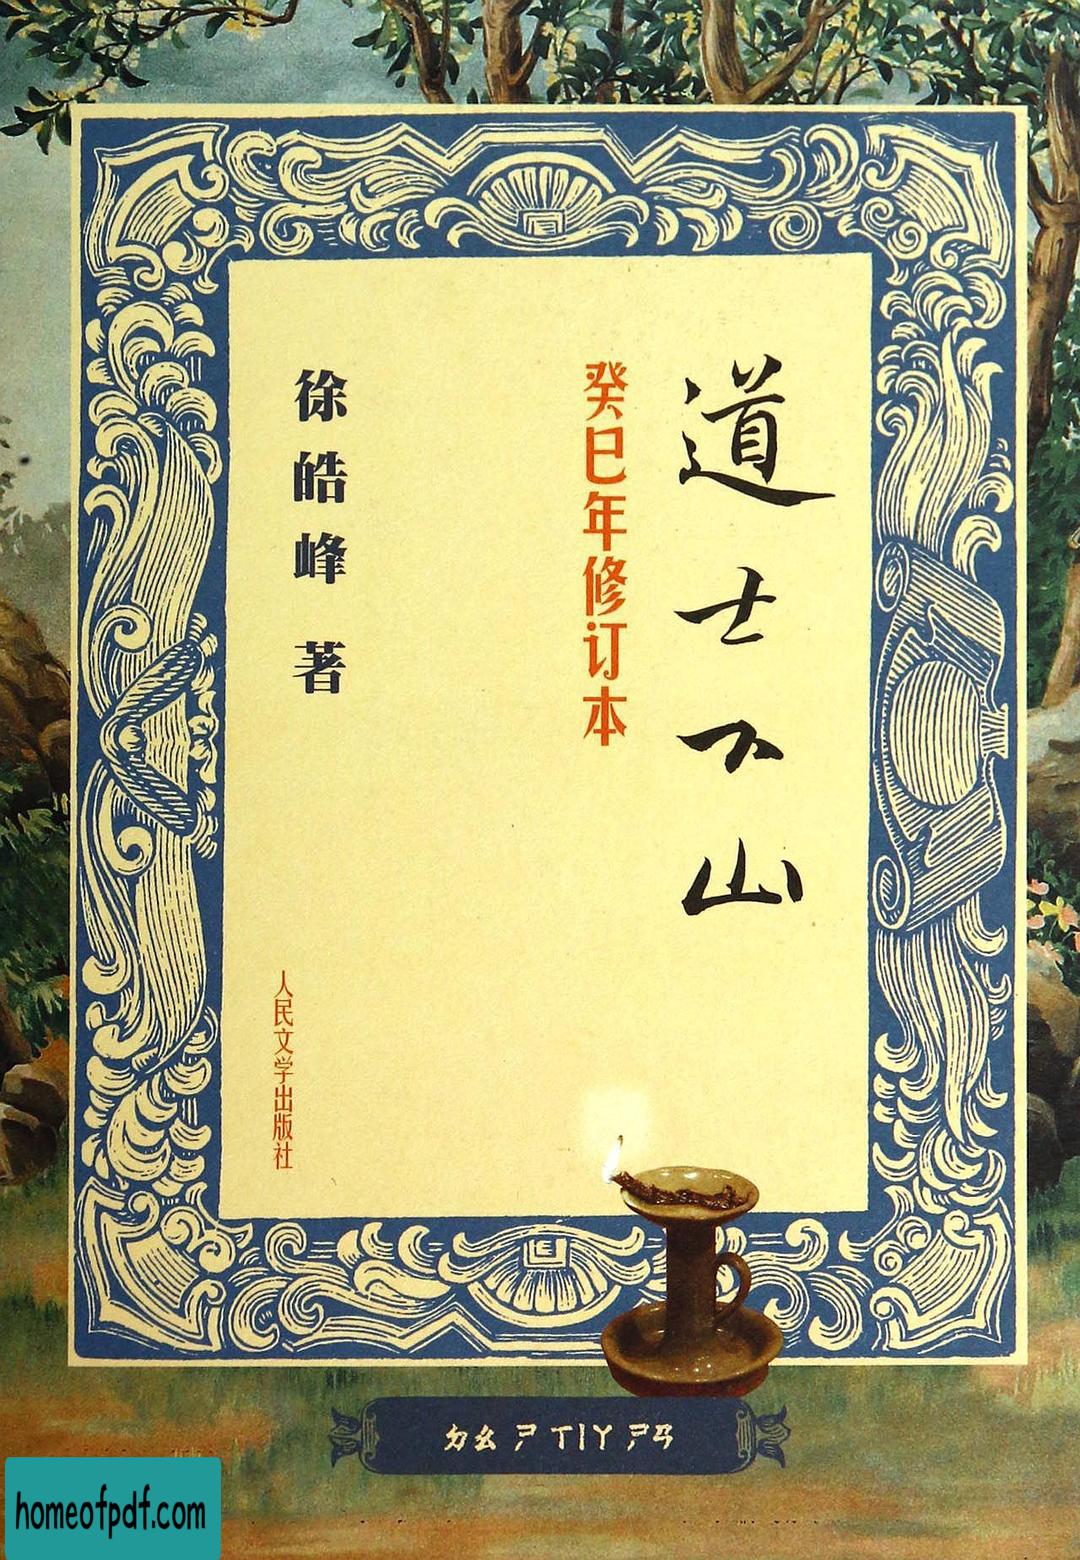 道士下山
癸巳年修订本
徐皓峰 著
人民文学出版社
ㄉㄠ ㄕ ㄒㄧㄚ ㄕㄢ
homeofpdf.com